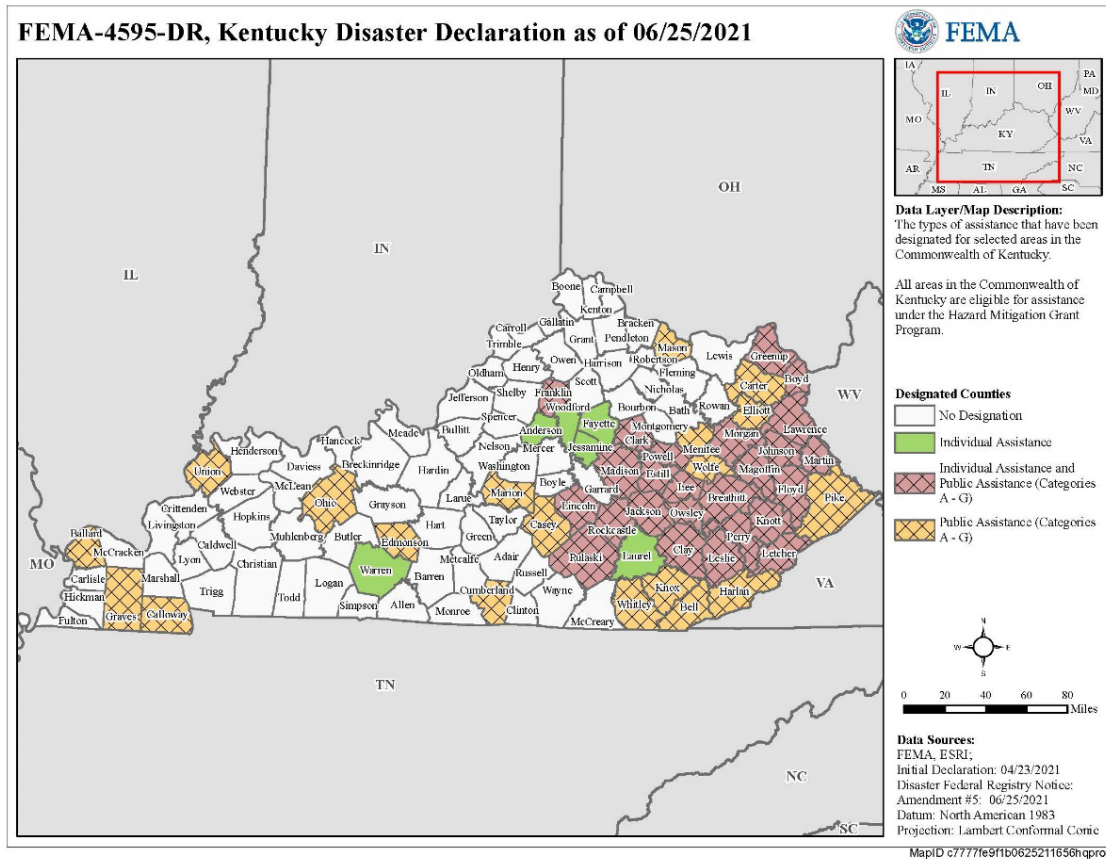 FEMA-4595-DR, Kentucky Disaster Declaration as of 06/25/2021
FEMA
IA
IL
IN
OH
PA
MD
MO
WV
KY
VA
AR
TN
NC
MS
AL
GA
SC
Data Layer/Map Description:
The types of assistance that have been
designated for selected areas in the
Commonwealth of Kentucky.
All areas in the Commonwealth of
Kentucky are eligible for assistance
under the Hazard Mitigation Grant
Program.
Designated Counties
No Designation
Individual Assistance
Individual Assistance and
Public Assistance (Categories
A - G)
Public Assistance (Categories
A - G)
N
W
E
S
0 20 40 60 80
Miles
Data Sources:
FEMA, ESRI;
Initial Declaration: 04/23/2021
Disaster Federal Registry Notice:
Amendment #5: 06/25/2021
Datum: North American 1983
Projection: Lambert Conformal Conic
MapID c7777fe9f1b0625211656hqpro
OH
IN
IL
WV
MO
VA
TN
NC
SC
Boone
Campbell
Kenton
Gallatin
Bracken
Carroll
Grant
Pendleton
Trimble
Mason
Lewis
Greenup
Owen
Harrison
Robertson
Henry
Fleming
Boyd
Oldham
Scott
Carter
Shelby
Franklin
Nicholas
Jefferson
Woodford
Bourbon
Bath
Rowan
Elliott
Spencer
Fayette
Lawrence
Bullitt
Anderson
Montgomery
Meade
Clark
Morgan
Hancock
Nelson
Mercer
Jessamine
Menifee
Johnson
Henderson
Powell
Martin
Daviess
Breckinridge
Washington
Madison
Wolfe
Magoffin
Union
Hardin
Estill
McLean
Boyle
Garrard
Lee
Floyd
Webster
Larue
Marion
Lincoln
Breathitt
Pike
Ohio
Grayson
Taylor
Casey
Jackson
Owsley
Crittenden
Hopkins
Hart
Green
Rockcastle
Knott
Livingston
Muhlenberg
Butler
Perry
Ballard
Edmonson
Adair
Pulaski
Laurel
Clay
Leslie
Letcher
McCracken
Caldwell
Metcalfe
Lyon
Christian
Warren
Barren
Russell
Carlisle
Marshall
Logan
Wayne
Knox
Harlan
Hickman
Trigg
Todd
Cumberland
Whitley
Bell
Simpson
Allen
Monroe
Clinton
Fulton
Graves
Calloway
McCreary